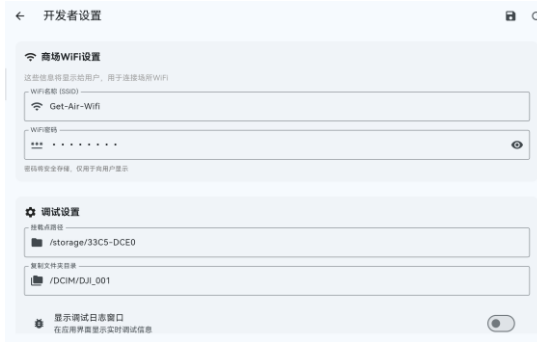 开发者设置
商场WiFi设置
这些信息将显示给用户，用于连接场所WiFi
WiFi名称 (SSID)
Get-Air-Wifi
WiFi密码
••••••••
密码将安全存储，仅用于向用户显示
调试设置
挂载点路径
/storage/33C5-DCE0
复制文件夹目录
/DCIM/DJI_001
显示调试日志窗口
在应用界面显示实时调试信息